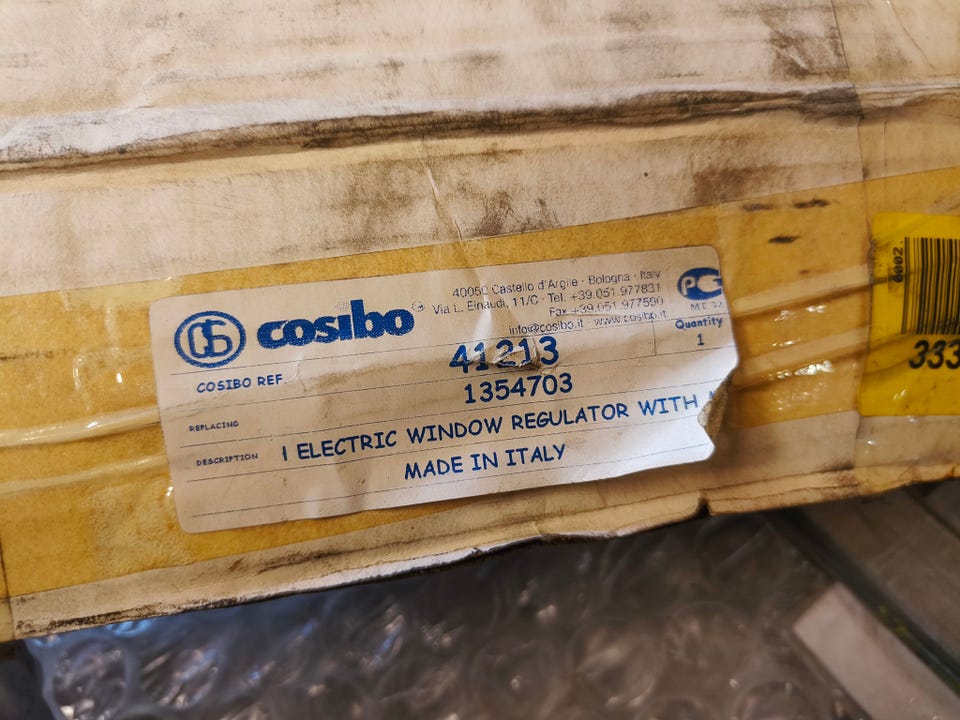 cosibo
40050 Castello d'Argile · Bologna · Italy
Via L. Einaudi, 11/C · Tel. +39.051.977831
Fax +39.051.977590
info@cosibo.it - www.cosibo.it
Quantity
1
COSIBO REF. 41213
REPLACING 1354703
DESCRIPTION ELECTRIC WINDOW REGULATOR WITH
MADE IN ITALY
0002.
333